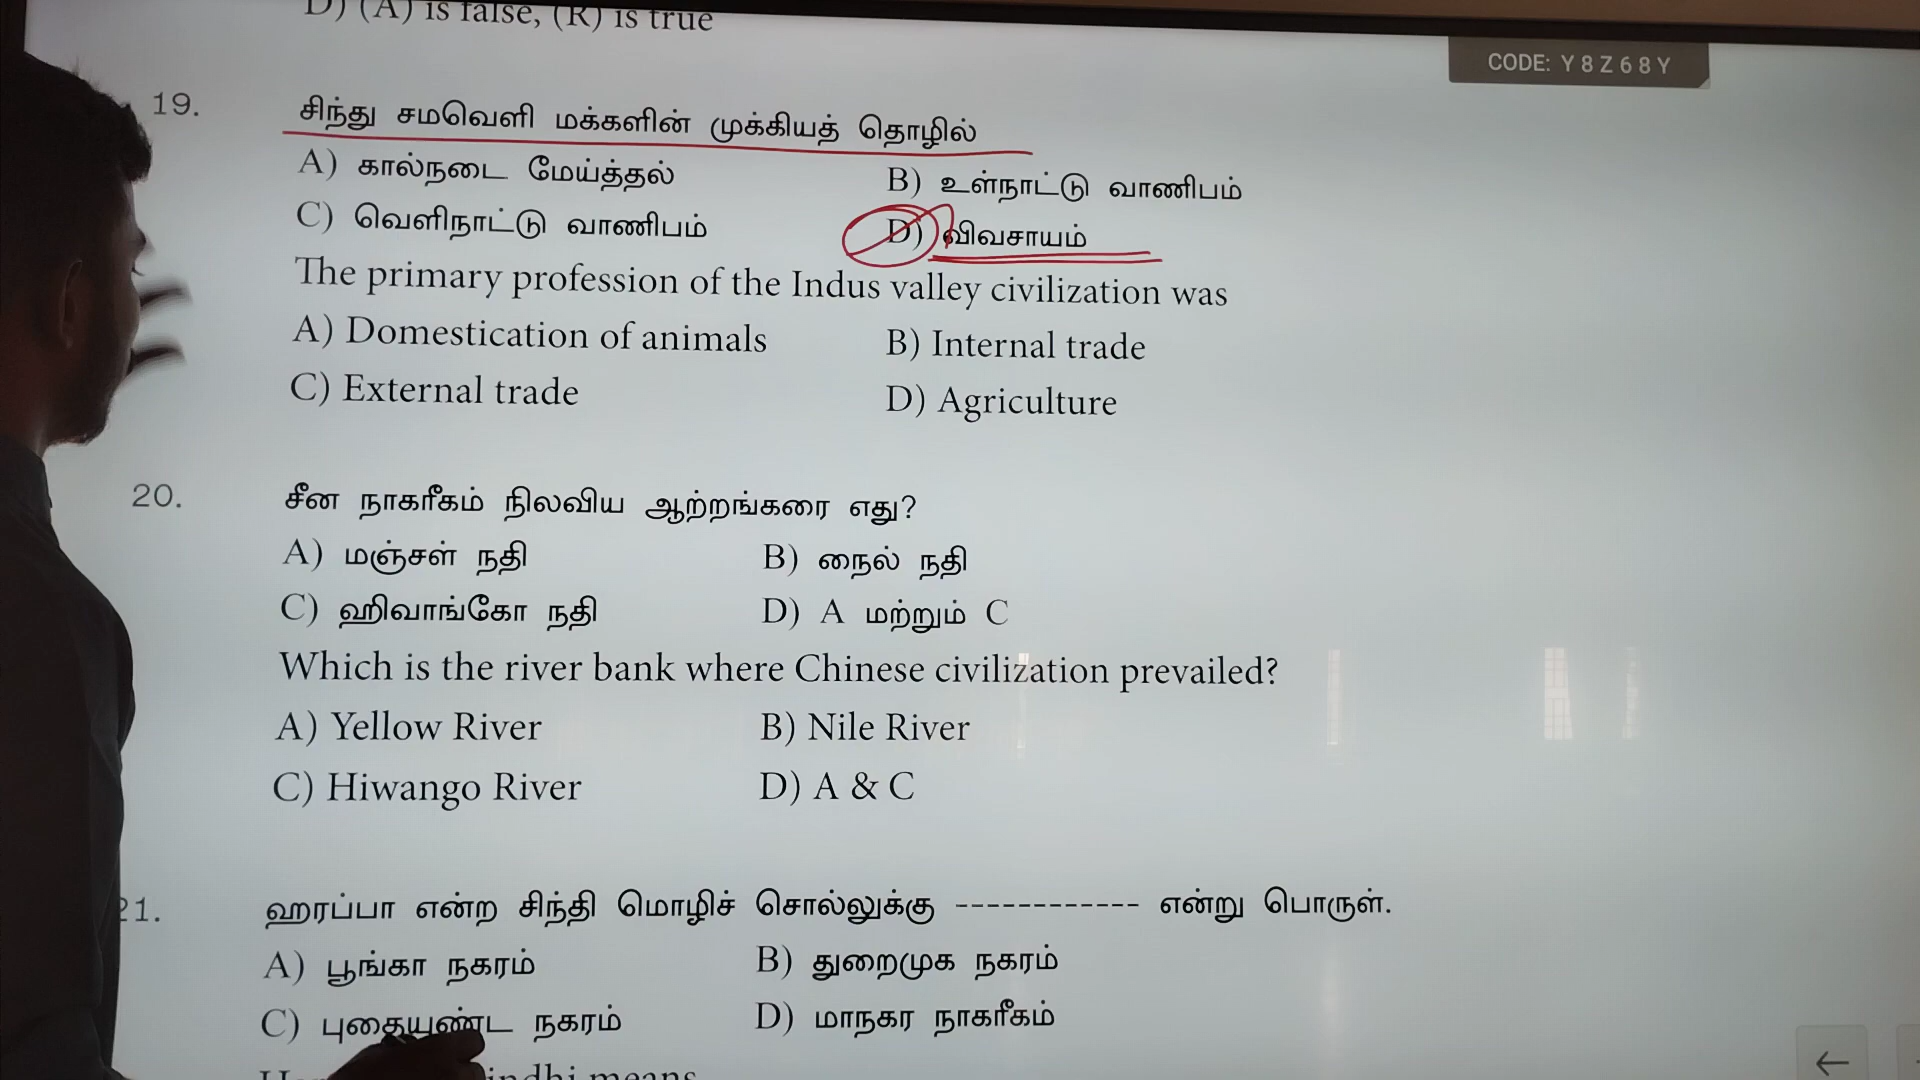 D) (A) is false, (R) is true
CODE: Y8Z68Y
19. சிந்து சமவெளி மக்களின் முக்கியத் தொழில்
A) கால்நடை மேய்த்தல் B) உள்நாட்டு வாணிபம்
C) வெளிநாட்டு வாணிபம் D) விவசாயம்
The primary profession of the Indus valley civilization was
A) Domestication of animals B) Internal trade
C) External trade D) Agriculture
20. சீன நாகரீகம் நிலவிய ஆற்றங்கரை எது?
A) மஞ்சள் நதி B) நைல் நதி
C) ஹிவாங்கோ நதி D) A மற்றும் C
Which is the river bank where Chinese civilization prevailed?
A) Yellow River B) Nile River
C) Hiwango River D) A & C
21. ஹரப்பா என்ற சிந்தி மொழிச் சொல்லுக்கு ------------ என்று பொருள்.
A) பூங்கா நகரம் B) துறைமுக நகரம்
C) புதையுண்ட நகரம் D) மாநகர நாகரீகம்
means